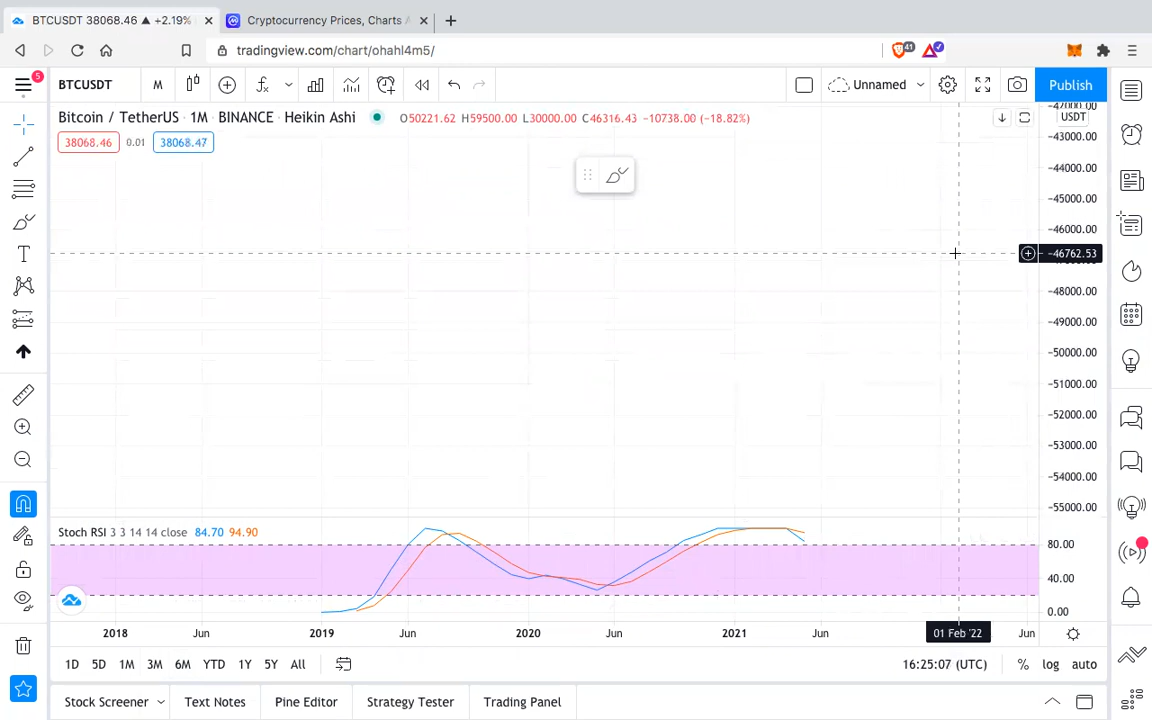 BTCUSDT 38068.46 ▲ +2.19%
Cryptocurrency Prices, Charts A
tradingview.com/chart/ohahl4m5/
41
5
BTCUSDT M Unnamed Publish
Bitcoin / TetherUS · 1M · BINANCE · Heikin Ashi O50221.62 H59500.00 L30000.00 C46316.43 −10738.00 (−18.82%)
38068.46 0.01 38068.47
−42000.00
USDT
−43000.00
−44000.00
−45000.00
−46000.00
−46762.53
−48000.00
−49000.00
−50000.00
−51000.00
−52000.00
−53000.00
−54000.00
−55000.00
Stoch RSI 3 3 14 14 close 84.70 94.90
80.00
40.00
0.00
2018 Jun 2019 Jun 2020 Jun 2021 Jun 01 Feb '22 Jun
1D 5D 1M 3M 6M YTD 1Y 5Y All 16:25:07 (UTC) % log auto
Stock Screener Text Notes Pine Editor Strategy Tester Trading Panel